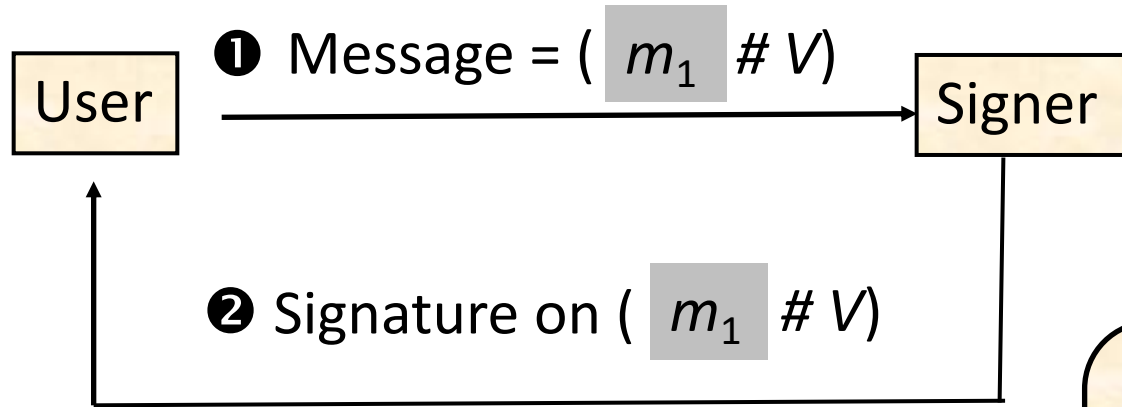 ❶ Message = ( m₁ # V)
User
Signer
❷ Signature on ( m₁ # V)